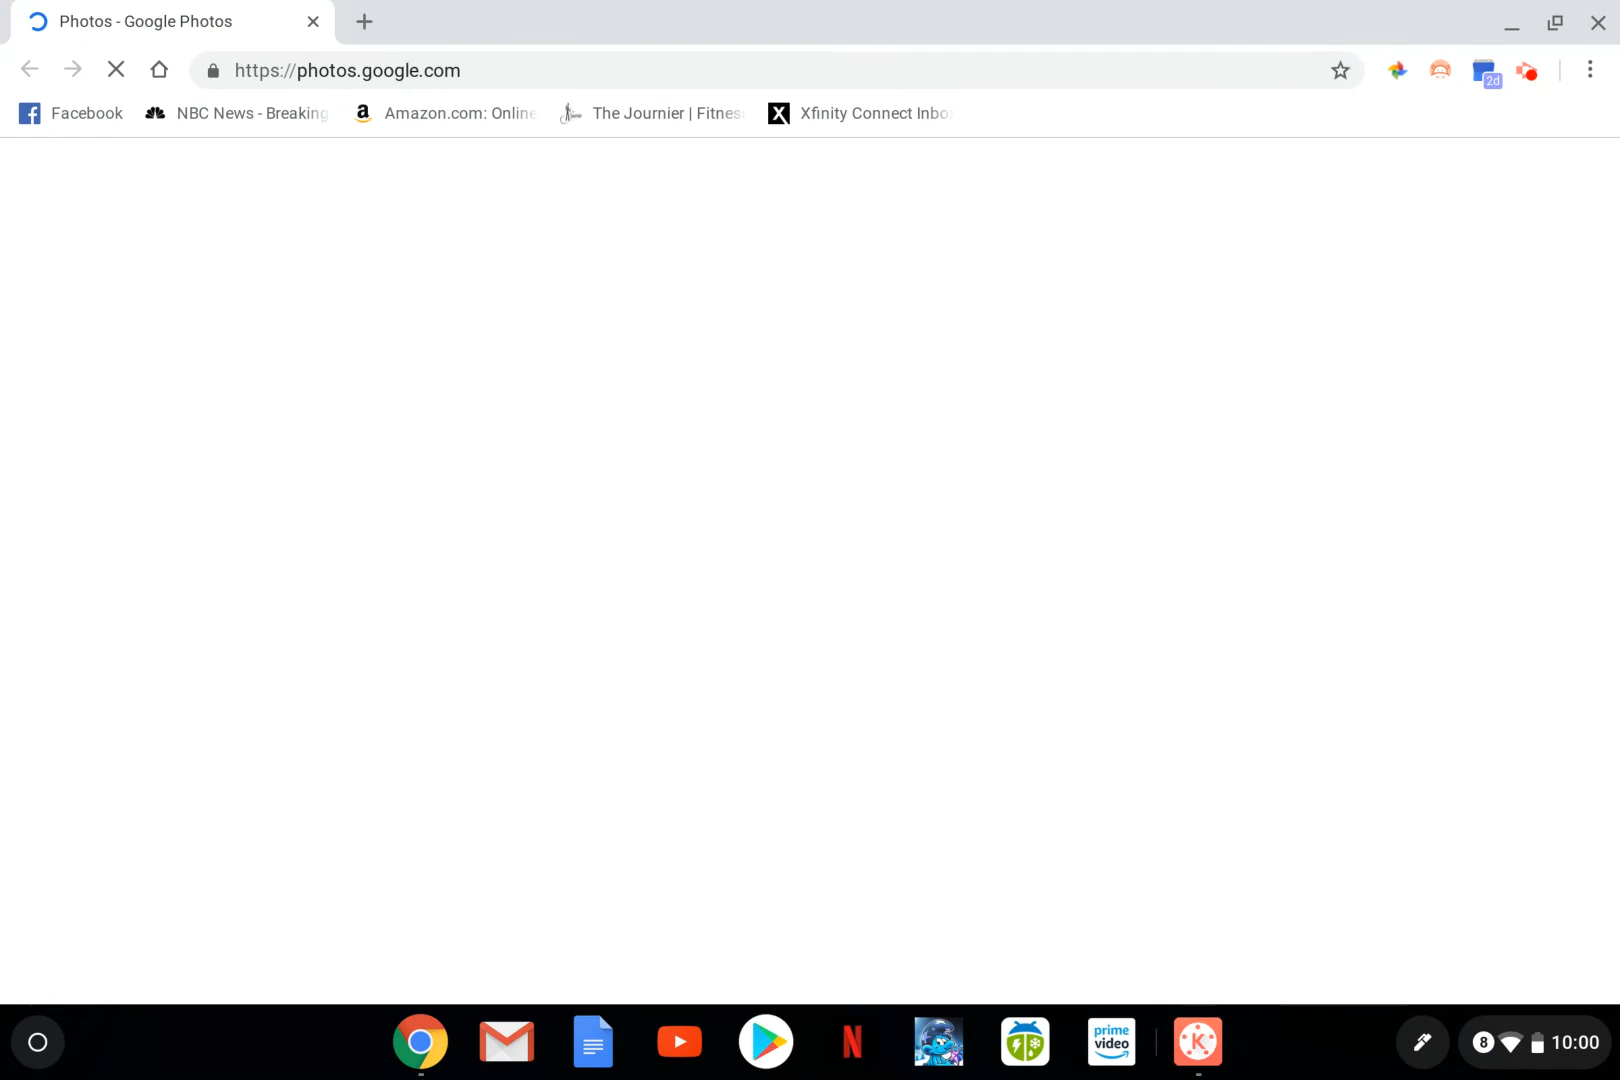 Photos - Google Photos
https://photos.google.com
2d
Facebook
NBC News - Breaking
Amazon.com: Online
The Journier | Fitness
Xfinity Connect Inbox
prime
video
K
8
10:00